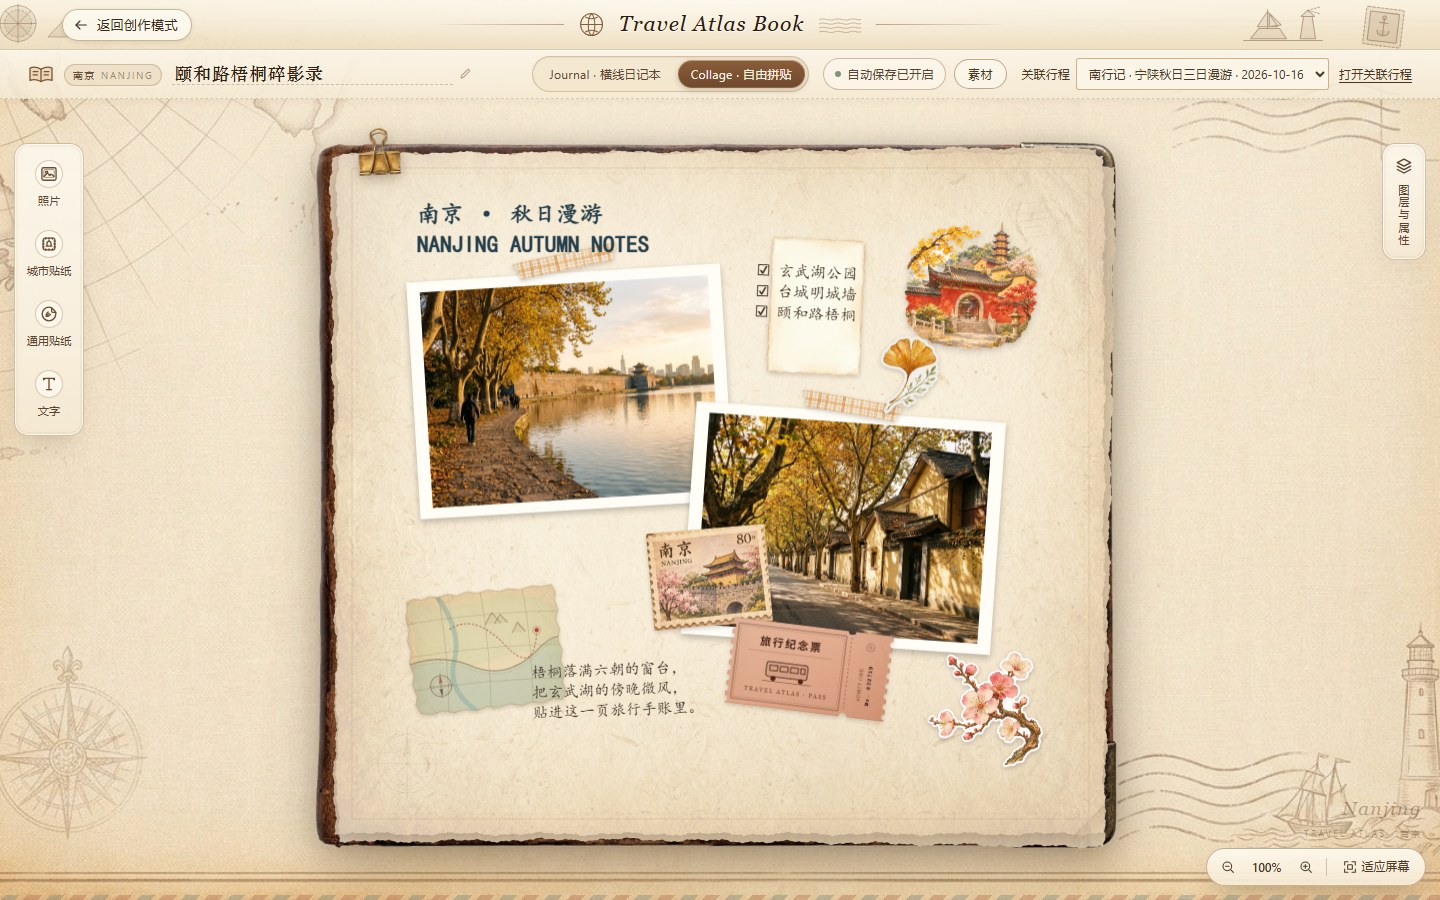 返回创作模式
Travel Atlas Book
南京 NANJING
颐和路梧桐碎影录
Journal · 横线日记本
Collage · 自由拼贴
自动保存已开启
素材
关联行程
南行记 · 宁陕秋日三日漫游 · 2026-10-16
打开关联行程
照片
城市贴纸
通用贴纸
文字
图层与属性
南京 • 秋日漫游
NANJING AUTUMN NOTES
☑ 玄武湖公园
☑ 台城明城墙
☑ 颐和路梧桐
南京
NANJING
80
旅行纪念票
TRAVEL ATLAS · PASS
梧桐落满六朝的窗台，
把玄武湖的傍晚微风，
贴进这一页旅行手账里。
Nanjing
TRAVEL ATLAS · 南京
100%
适应屏幕